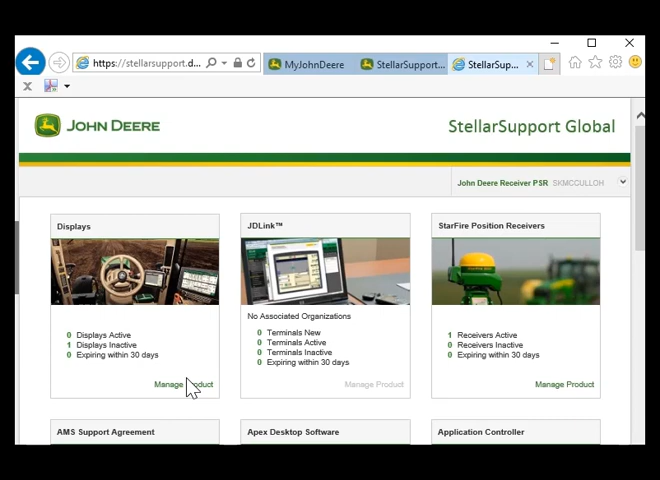 https://stellarsupport.d...
MyJohnDeere
StellarSupport...
StellarSup...
JOHN DEERE
StellarSupport Global
John Deere Receiver PSR SKMCCULLOH
Displays
0 Displays Active
1 Displays Inactive
0 Expiring within 30 days
Manage Product
JDLink™
No Associated Organizations
0 Terminals New
0 Terminals Active
0 Terminals Inactive
0 Expiring within 30 days
Manage Product
StarFire Position Receivers
1 Receivers Active
0 Receivers Inactive
0 Expiring within 30 days
Manage Product
AMS Support Agreement
Apex Desktop Software
Application Controller